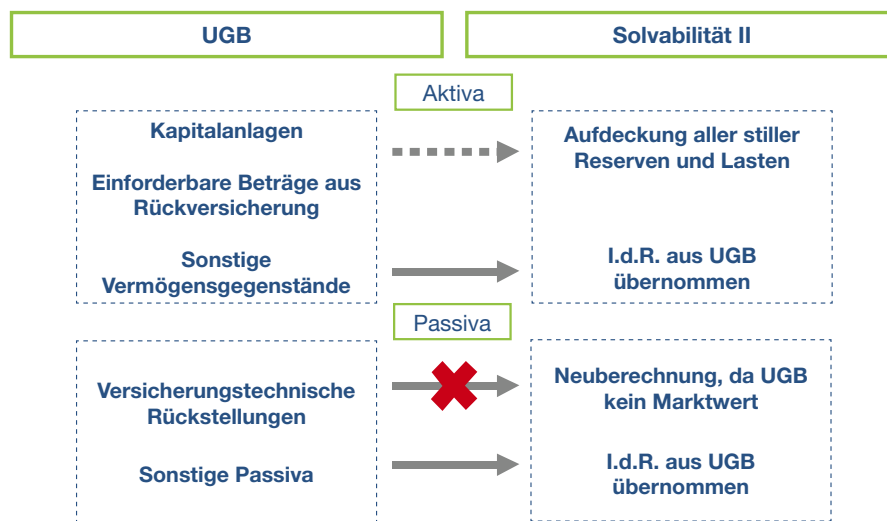 UGB
Solvabilität II
Aktiva
Kapitalanlagen
Einforderbare Beträge aus
Rückversicherung
Sonstige
Vermögensgegenstände
Aufdeckung aller stiller
Reserven und Lasten
I.d.R. aus UGB
übernommen
Passiva
Versicherungstechnische
Rückstellungen
Sonstige Passiva
Neuberechnung, da UGB
kein Marktwert
I.d.R. aus UGB
übernommen